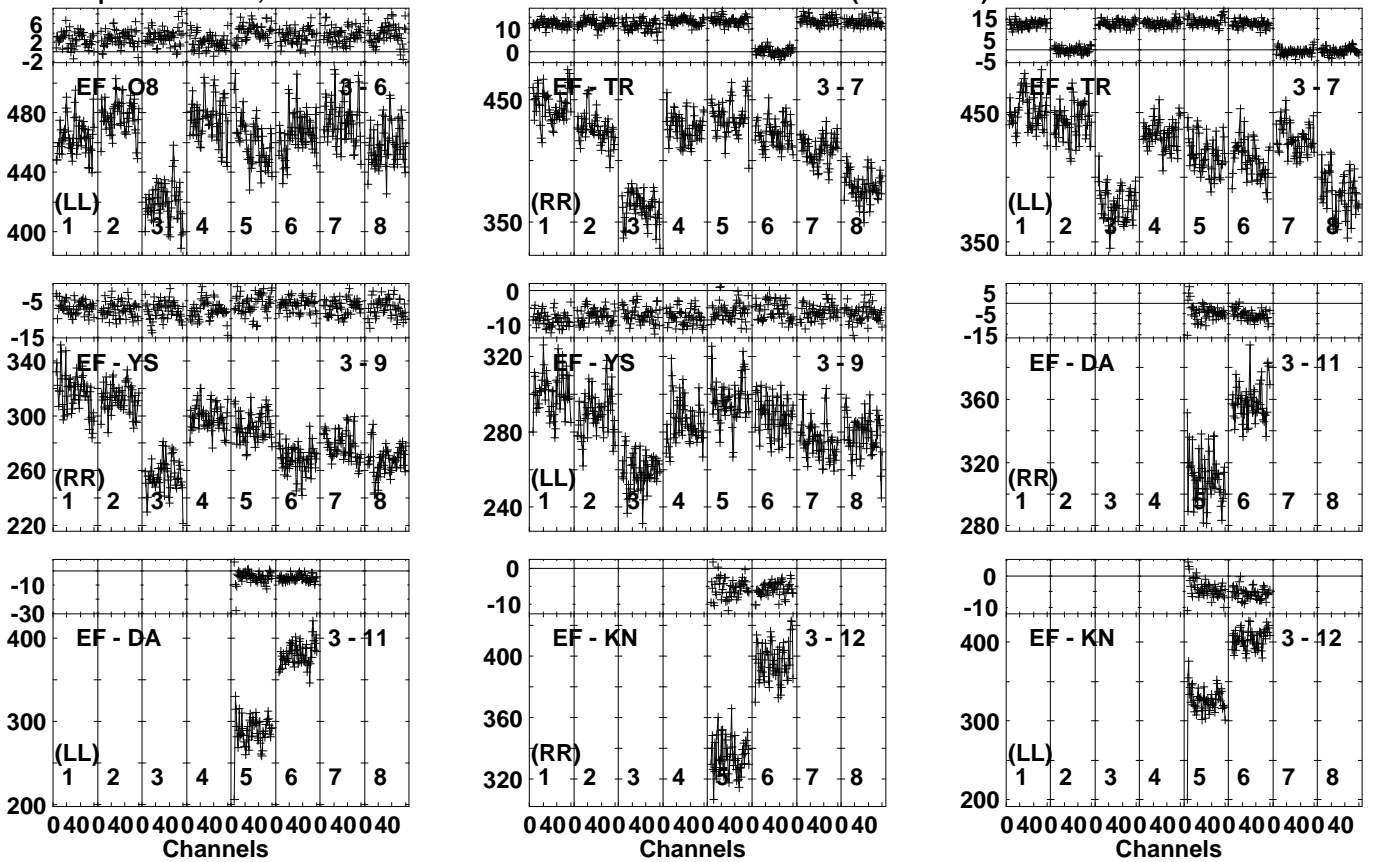 6
2
-2
EF - O8 3 - 6
480
440
400
(LL)
1 2 3 4 5 6 7 8
10
0
EF - TR 3 - 7
450
350
(RR)
1 2 3 4 5 6 7 8
15
5
-5
EF - TR 3 - 7
450
350
(LL)
1 2 3 4 5 6 7 8
-5
-15
EF - YS 3 - 9
340
300
260
220
(RR)
1 2 3 4 5 6 7 8
0
-10
EF - YS 3 - 9
320
280
240
(LL)
1 2 3 4 5 6 7 8
5
-5
-15
EF - DA 3 - 11
360
320
280
(RR)
1 2 3 4 5 6 7 8
-10
-30
EF - DA 3 - 11
400
300
200
(LL)
1 2 3 4 5 6 7 8
0 40 0 40 0 40 0 40 0 40 0 40 0 40 0 40
Channels
0
-10
EF - KN 3 - 12
400
360
320
(RR)
1 2 3 4 5 6 7 8
0 40 0 40 0 40 0 40 0 40 0 40 0 40 0 40
Channels
0
-10
EF - KN 3 - 12
400
300
200
(LL)
1 2 3 4 5 6 7 8
0 40 0 40 0 40 0 40 0 40 0 40 0 40 0 40
Channels